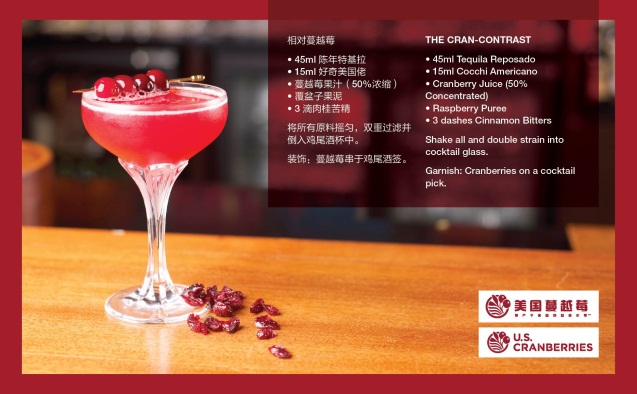 相对蔓越莓
• 45ml 陈年特基拉
• 15ml 好奇美国佬
• 蔓越莓果汁（50%浓缩）
• 覆盆子果泥
• 3 滴肉桂苦精
将所有原料摇匀，双重过滤并
倒入鸡尾酒杯中。
装饰：蔓越莓串于鸡尾酒签。
THE CRAN-CONTRAST
• 45ml Tequila Reposado
• 15ml Cocchi Americano
• Cranberry Juice (50%
Concentrated)
• Raspberry Puree
• 3 dashes Cinnamon Bitters
Shake all and double strain into
cocktail glass.
Garnish: Cranberries on a cocktail
pick.
美国蔓越莓
U.S.
CRANBERRIES